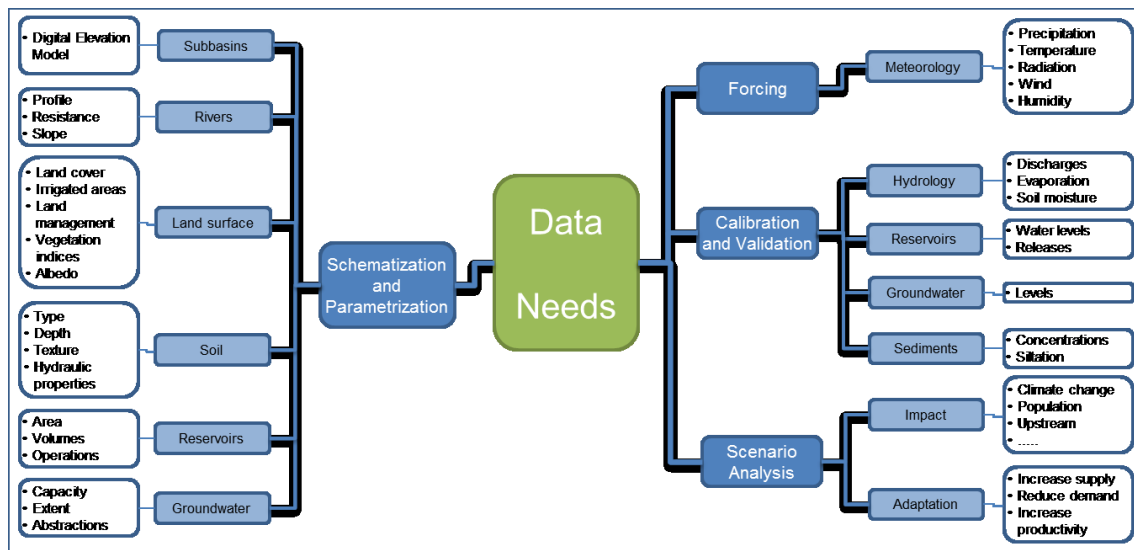 Data
Needs
Schematization
and
Parametrization
Subbasins
• Digital Elevation
Model
Rivers
• Profile
• Resistance
• Slope
Land surface
• Land cover
• Irrigated areas
• Land
management
• Vegetation
indices
• Albedo
Soil
• Type
• Depth
• Texture
• Hydraulic
properties
Reservoirs
• Area
• Volumes
• Operations
Groundwater
• Capacity
• Extent
• Abstractions
Forcing
Meteorology
• Precipitation
• Temperature
• Radiation
• Wind
• Humidity
Calibration
and Validation
Hydrology
• Discharges
• Evaporation
• Soil moisture
Reservoirs
• Water levels
• Releases
Groundwater
• Levels
Sediments
• Concentrations
• Siltation
Scenario
Analysis
Impact
• Climate change
• Population
• Upstream
• .....
Adaptation
• Increase supply
• Reduce demand
• Increase
productivity